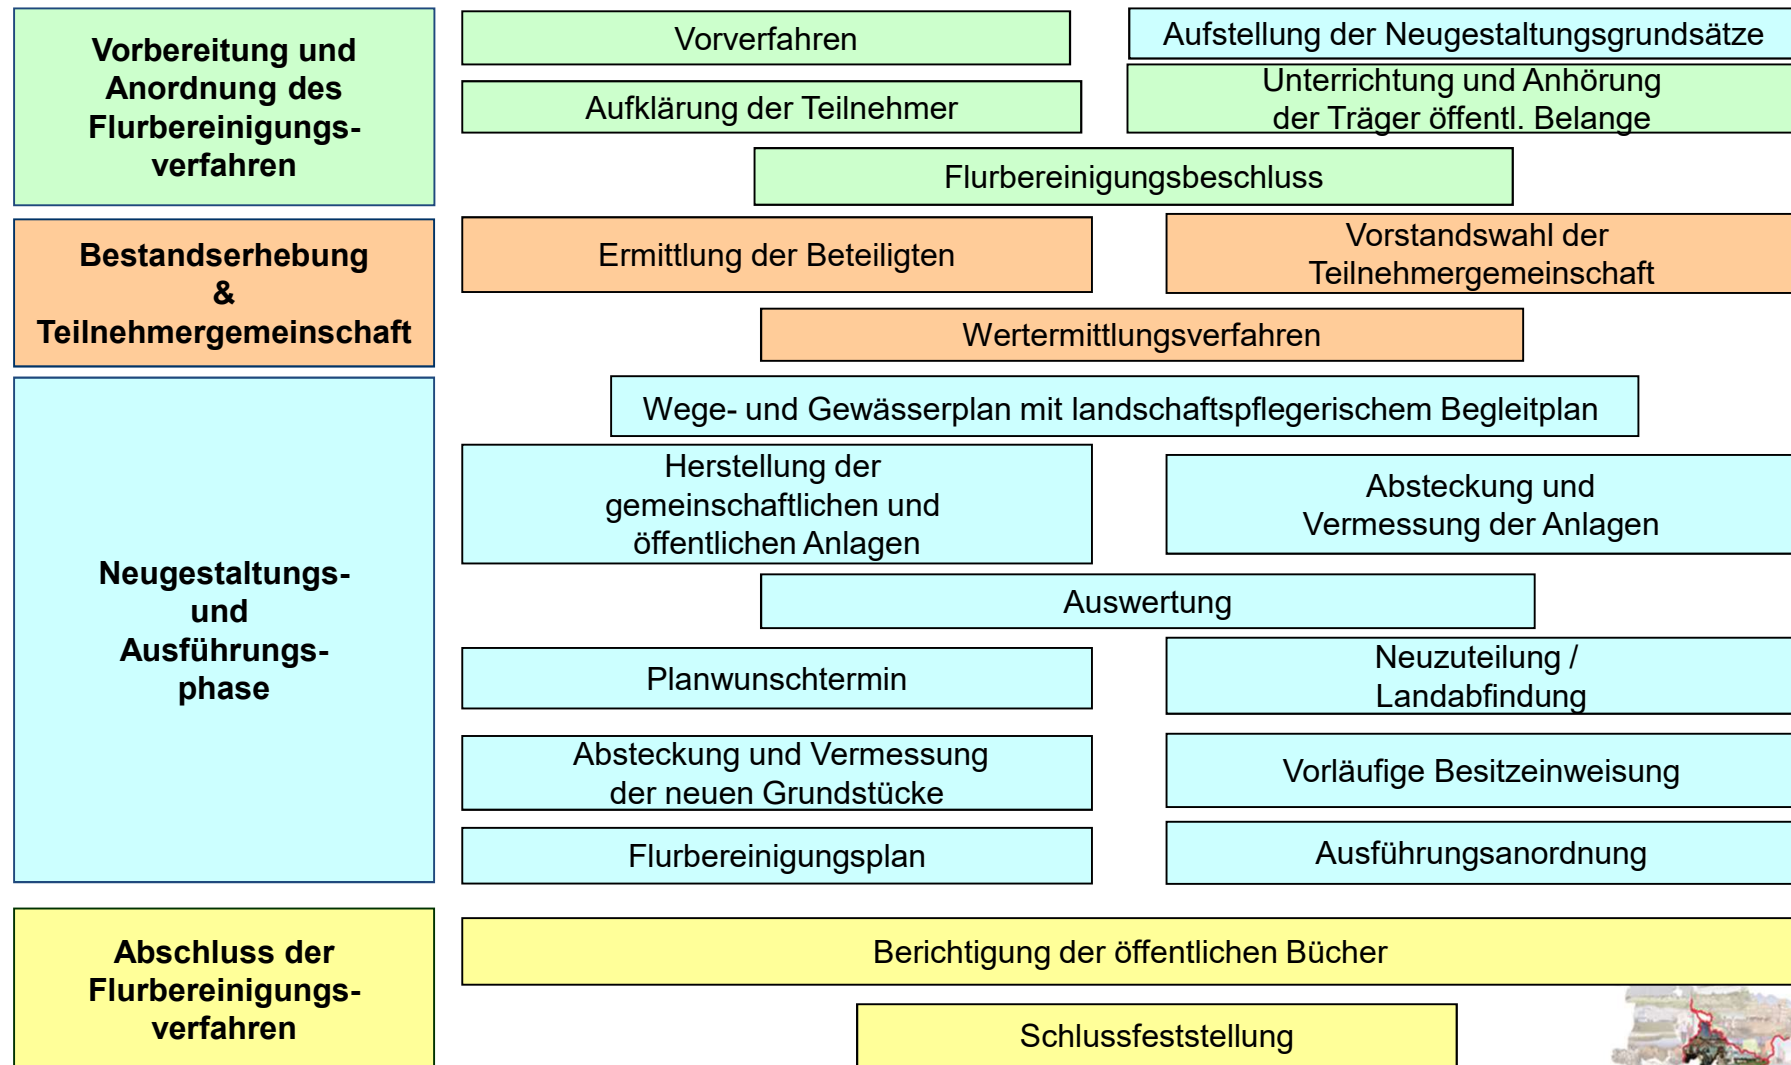 Vorbereitung und
Anordnung des
Flurbereinigungs-
verfahren
Vorverfahren
Aufstellung der Neugestaltungsgrundsätze
Aufklärung der Teilnehmer
Unterrichtung und Anhörung
der Träger öffentl. Belange
Flurbereinigungsbeschluss
Bestandserhebung
&
Teilnehmergemeinschaft
Ermittlung der Beteiligten
Vorstandswahl der
Teilnehmergemeinschaft
Wertermittlungsverfahren
Neugestaltungs-
und
Ausführungs-
phase
Wege- und Gewässerplan mit landschaftspflegerischem Begleitplan
Herstellung der
gemeinschaftlichen und
öffentlichen Anlagen
Absteckung und
Vermessung der Anlagen
Auswertung
Planwunschtermin
Neuzuteilung /
Landabfindung
Absteckung und Vermessung
der neuen Grundstücke
Vorläufige Besitzeinweisung
Flurbereinigungsplan
Ausführungsanordnung
Abschluss der
Flurbereinigungs-
verfahren
Berichtigung der öffentlichen Bücher
Schlussfeststellung